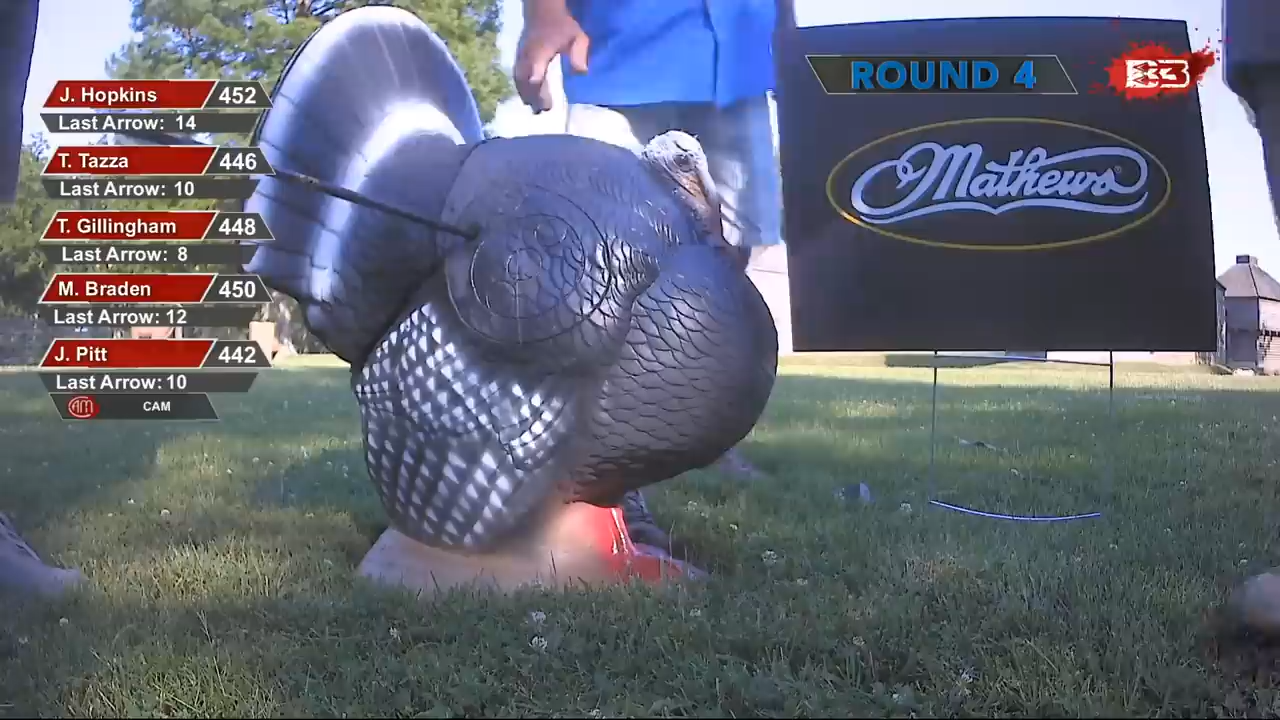 J. Hopkins 452
Last Arrow: 14
T. Tazza 446
Last Arrow: 10
T. Gillingham 448
Last Arrow: 8
M. Braden 450
Last Arrow: 12
J. Pitt 442
Last Arrow: 10
AM CAM
ROUND 4
B3
Mathews